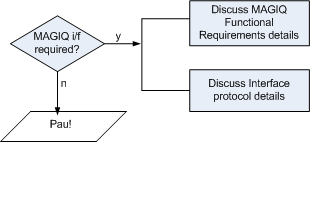 MAGIQ i/f
required?
y
n
Pau!
Discuss MAGIQ
Functional
Requirements details
Discuss Interface
protocol details